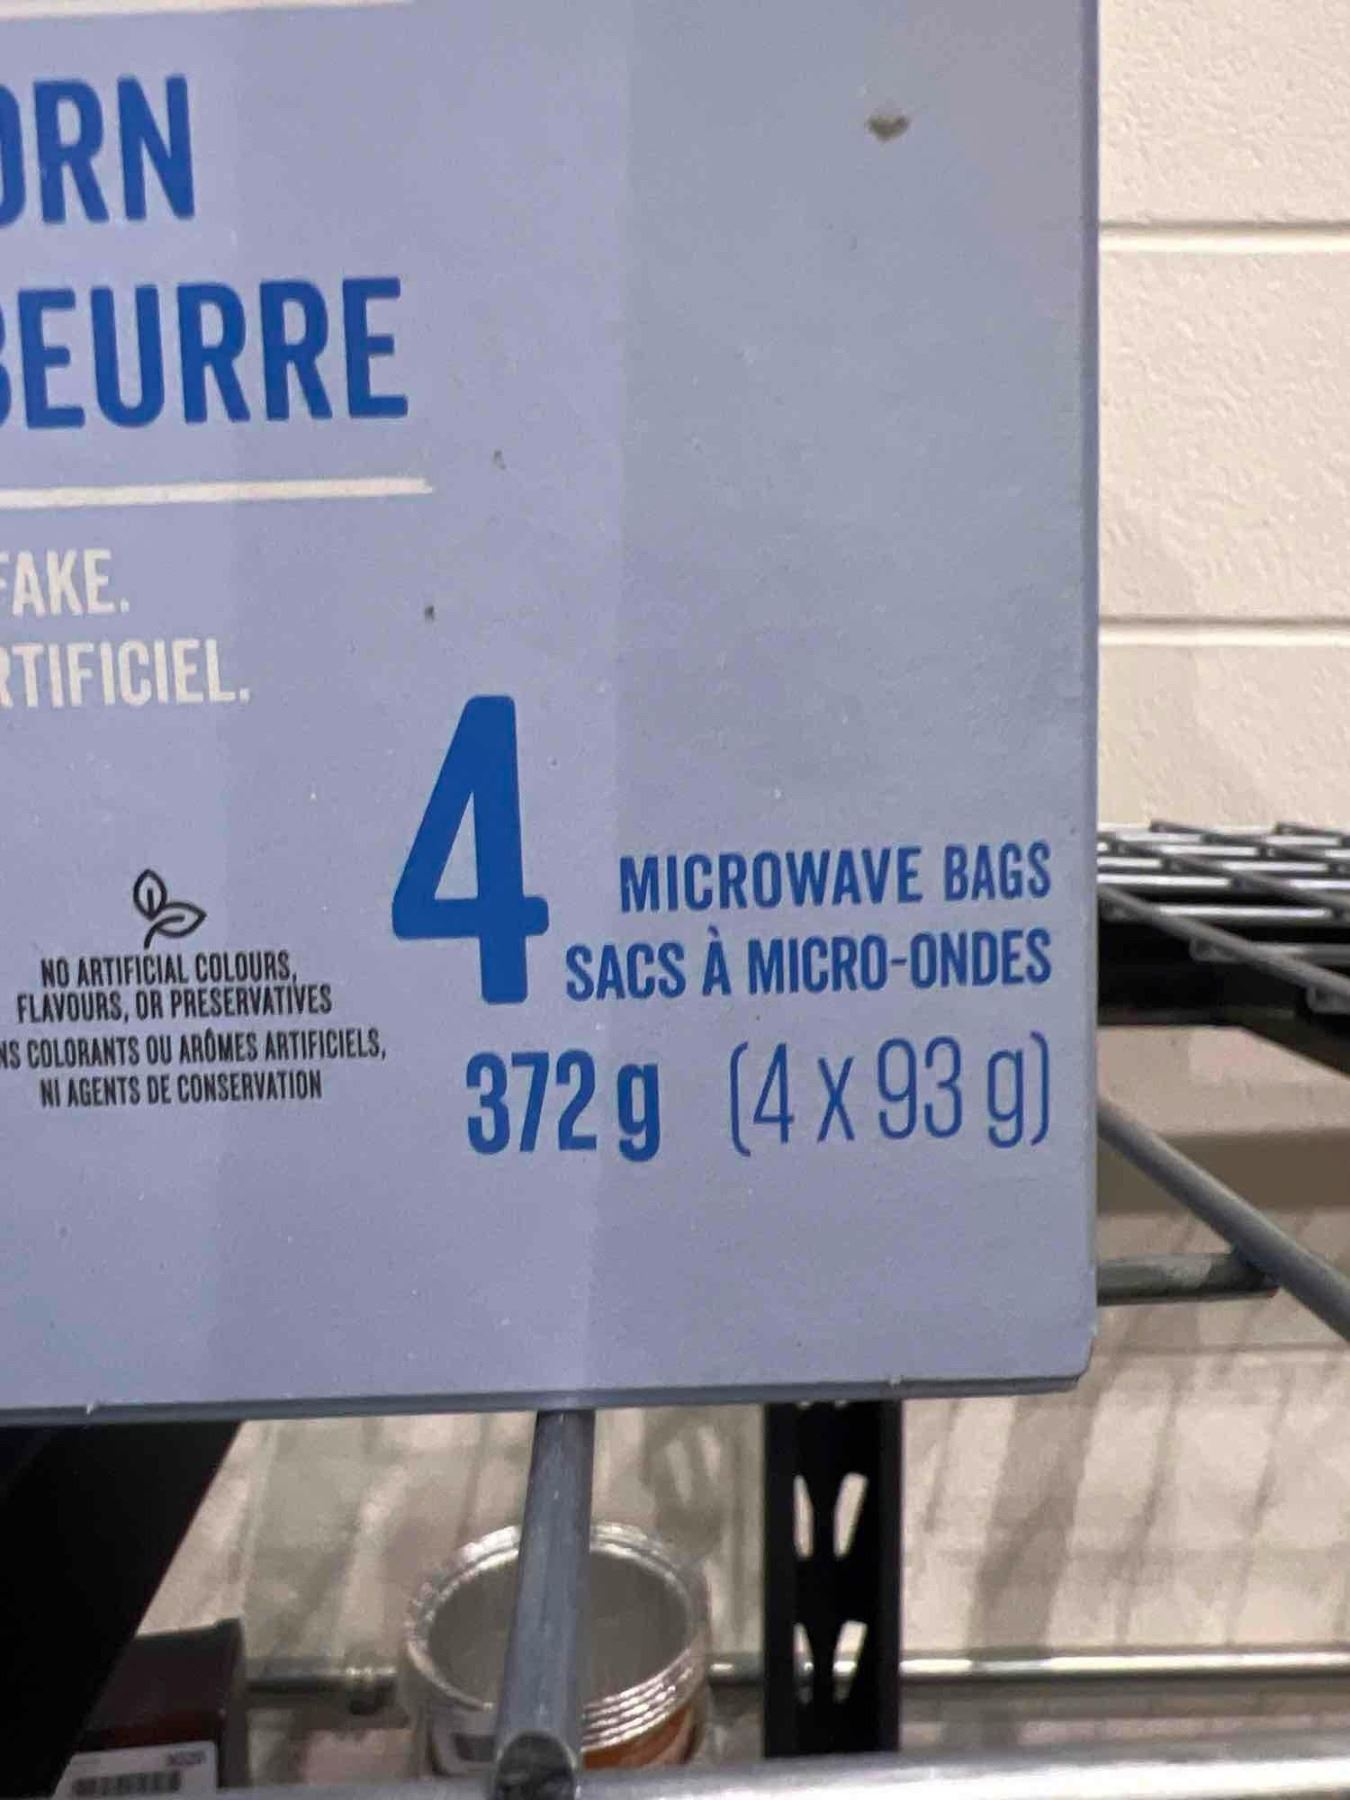 ORN
BEURRE
FAKE.
RTIFICIEL.
4
MICROWAVE BAGS
SACS À MICRO-ONDES
372 g (4 x 93 g)
NO ARTIFICIAL COLOURS,
FLAVOURS, OR PRESERVATIVES
NS COLORANTS OU ARÔMES ARTIFICIELS,
NI AGENTS DE CONSERVATION